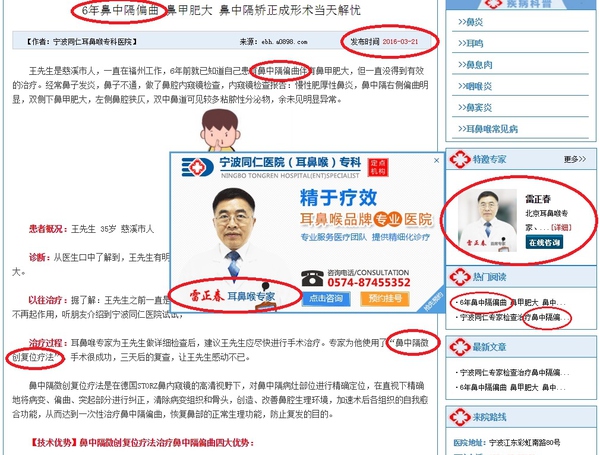 6年鼻中隔偏曲 鼻甲肥大 鼻中隔矫正成形术当天解忧
【作者：宁波同仁耳鼻喉专科医院】 来源：ebh.a0898.com 发布时间 2016-03-21
王先生是慈溪市人，一直在福州工作，6年前就已知道自己患有鼻中隔偏曲伴有鼻甲肥大，但一直没得到有效
的治疗。经常鼻子发炎，鼻子不通，做了鼻腔内窥镜检查，内窥镜检查报告：慢性肥厚性鼻炎，鼻中隔右侧偏曲明
显，双侧下鼻甲肥大，左侧鼻腔狭仄，双中鼻道可见较多粘脓性分泌物，余未见明显异常。
患者概况： 王先生 35岁 慈溪市人
诊断：从医生口中了解到，王先生有明
大。
以往治疗：据了解：王先生之前一直是
不再起作用，听朋友介绍到宁波同仁医院试试，
治疗过程：耳鼻喉专家为王先生做详细检查后，建议王先生应尽快进行手术治疗。专家为他使用了“鼻中隔微
创复位疗法”，手术很成功，三天后的复查，让王先生感动不已。
鼻中隔微创复位疗法是在德国STORZ鼻内窥镜的高清视野下，对鼻中隔病灶部位进行精确定位，在直视下精确
地将病变、偏曲、突起部分进行纠正，清除病变组织和骨头，创造、改善鼻腔生理环境，加速术后各组织的自我愈
合功能，从而达到一次性治疗鼻中隔偏曲，恢复鼻部的正常生理功能，防止复发的目的。
【技术优势】鼻中隔微创复位疗法治疗鼻中隔偏曲四大优势：
宁波同仁医院（耳鼻喉）专科 定点机构
NINGBO TONGREN HOSPITAL(ENT)SPECIALIST
精于疗效
耳鼻喉品牌专业医院
专业服务医疗团队 提供精细化诊疗
咨询电话/CONSULTATION
0574-87455352
点击咨询 预约挂号
雷正春 耳鼻喉专家
疾病科普
>> 鼻炎
>> 耳鸣
>> 鼻息肉
>> 咽喉炎
>> 鼻窦炎
>> 耳鼻喉常见病
特邀专家 更多>>
雷正春
北京耳鼻喉专
家、... [详细]
在线咨询
雷正春
热门阅读
· 6年鼻中隔偏曲 鼻甲肥大 鼻中...
· 宁波同仁专家检查治疗鼻中隔偏...
最新文章
· 宁波同仁专家检查治疗鼻中隔偏...
· 6年鼻中隔偏曲 鼻甲肥大 鼻中...
来院路线
医院地址：宁波江东彩虹南路80号